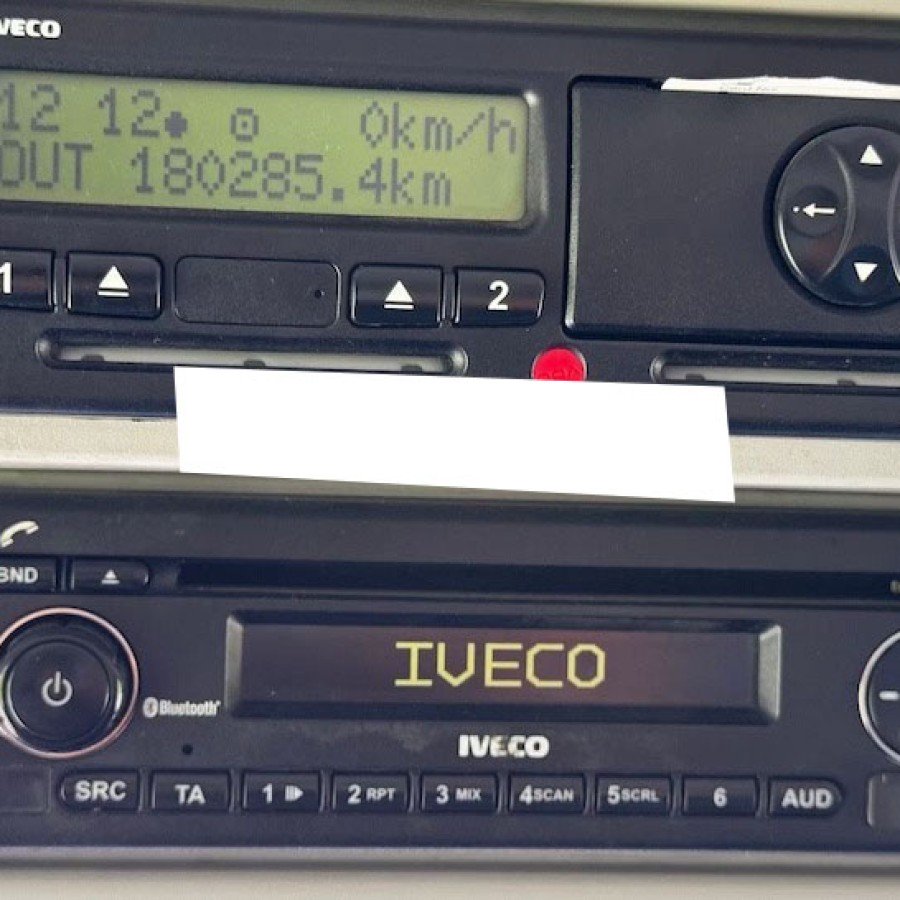 IVECO
12 12 0km/h
OUT 180285.4km
1 2
BND
IVECO
Bluetooth
IVECO
SRC TA 1 2 RPT 3 MIX 4SCAN 5SCRL 6 AUD